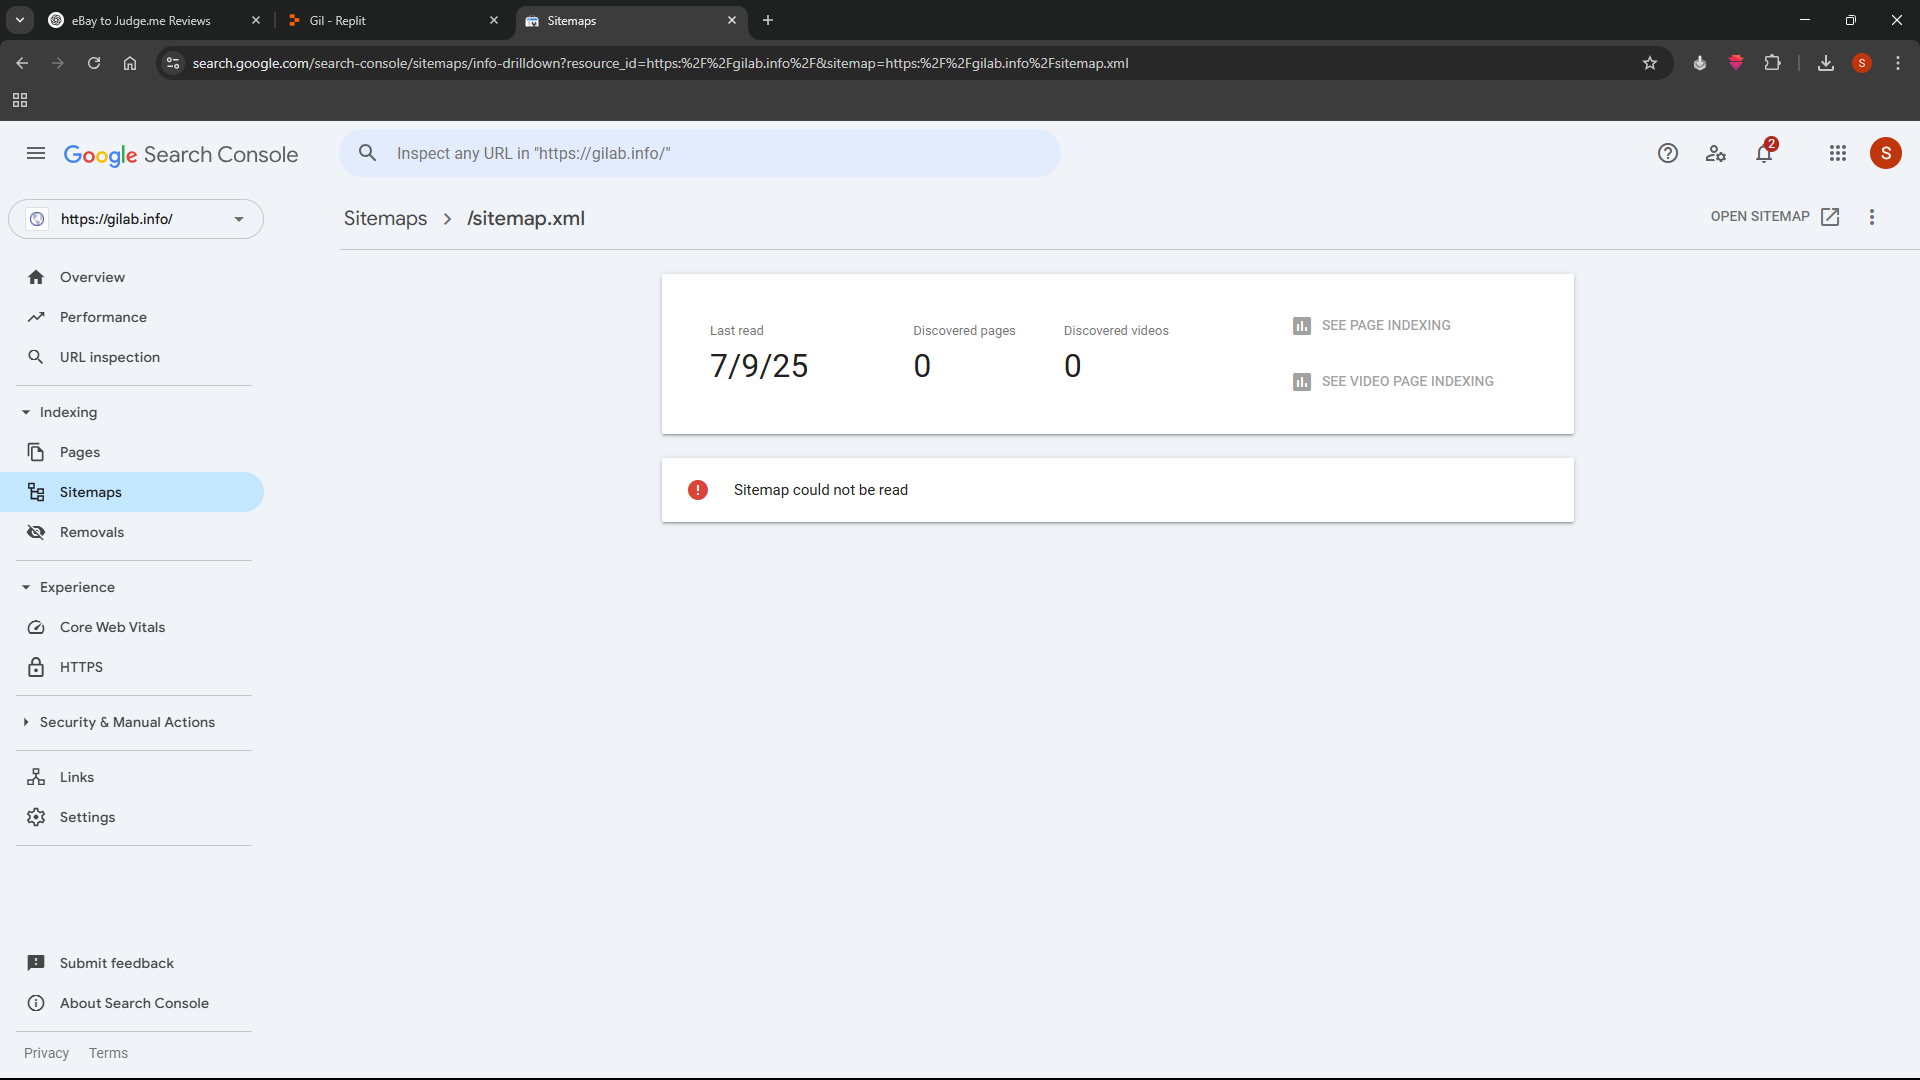 eBay to Judge.me Reviews
Gil - Replit
Sitemaps
search.google.com/search-console/sitemaps/info-drilldown?resource_id=https:%2F%2Fgilab.info%2F&sitemap=https:%2F%2Fgilab.info%2Fsitemap.xml
S
Google Search Console
Inspect any URL in "https://gilab.info/"
2
S
https://gilab.info/
Sitemaps
/sitemap.xml
OPEN SITEMAP
Overview
Performance
URL inspection
Indexing
Pages
Sitemaps
Removals
Experience
Core Web Vitals
HTTPS
Security & Manual Actions
Links
Settings
Submit feedback
About Search Console
Privacy Terms
Last read
7/9/25
Discovered pages
0
Discovered videos
0
SEE PAGE INDEXING
SEE VIDEO PAGE INDEXING
Sitemap could not be read